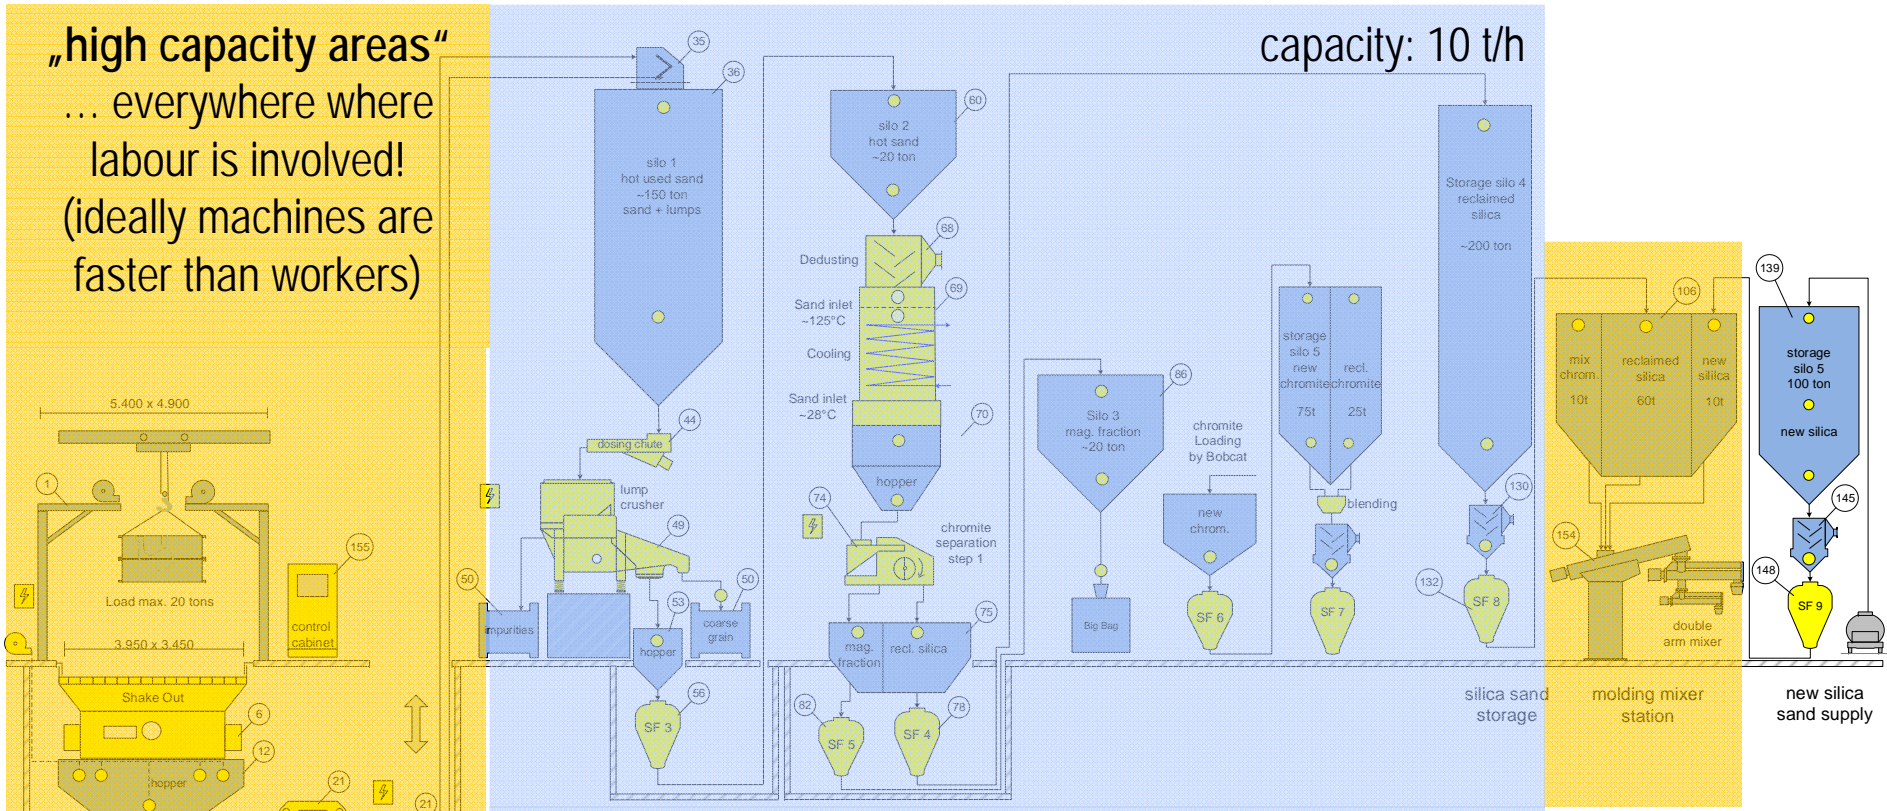 „high capacity areas“
... everywhere where
labour is involved!
(ideally machines are
faster than workers)
capacity: 10 t/h
35
36
silo 1
hot used sand
~150 ton
sand + lumps
60
silo 2
hot sand
~20 ton
68
Dedusting
69
Sand inlet
~125°C
Cooling
Sand inlet
~28°C
70
hopper
74
chromite
separation
step 1
44
dosing chute
lump
crusher
49
50
impurities
53
hopper
50
coarse
grain
56
SF 3
75
mag.
fraction
recl. silica
82
SF 5
78
SF 4
86
Silo 3
mag. fraction
~20 ton
Big Bag
chromite
Loading
by Bobcat
new
chrom.
SF 6
storage
silo 5
new
chromite
75t
recl.
chromite
25t
blending
SF 7
Storage silo 4
reclaimed
silica
~200 ton
130
132
SF 8
silica sand
storage
106
mix
chrom.
10t
reclaimed
silica
60t
new
sililca
10t
154
double
arm mixer
molding mixer
station
139
storage
silo 5
100 ton
new silica
145
148
SF 9
new silica
sand supply
5.400 x 4.900
1
Load max. 20 tons
155
control
cabinet
3.950 x 3.450
Shake Out
6
12
hopper
21
21